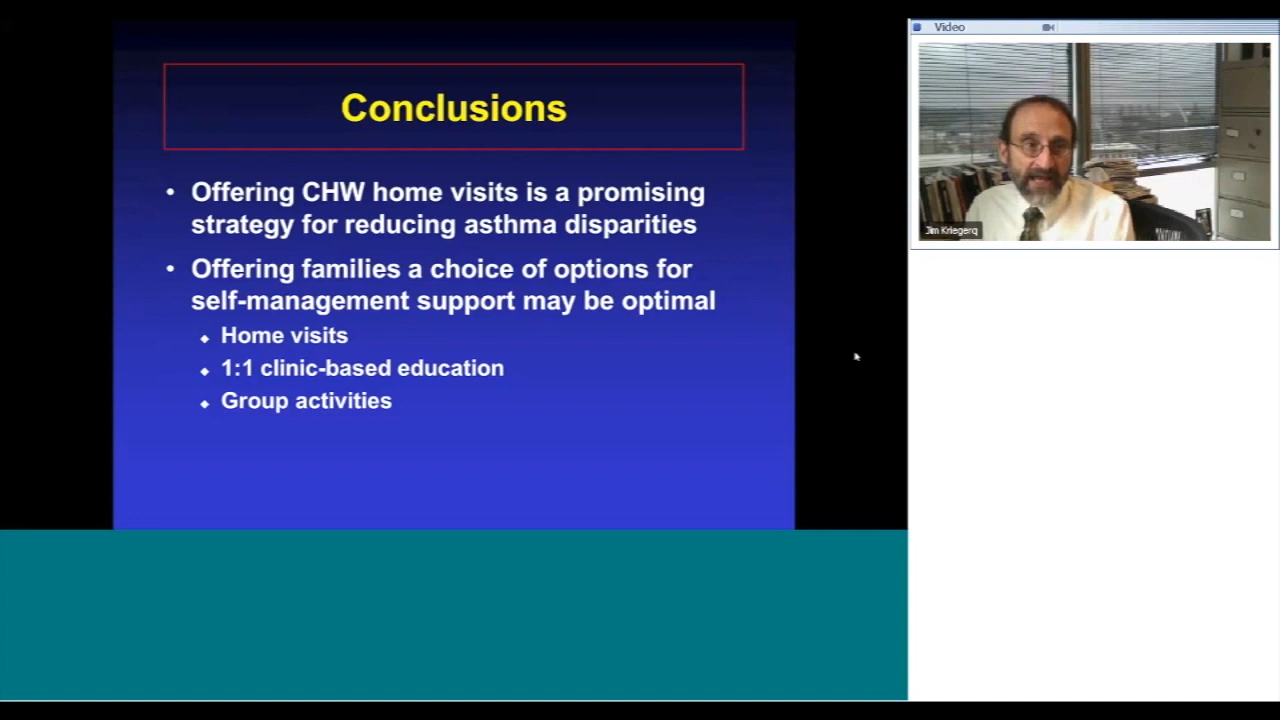 Conclusions
• Offering CHW home visits is a promising
strategy for reducing asthma disparities
• Offering families a choice of options for
self-management support may be optimal
Home visits
1:1 clinic-based education
Group activities
Video
Jim Kriegerq